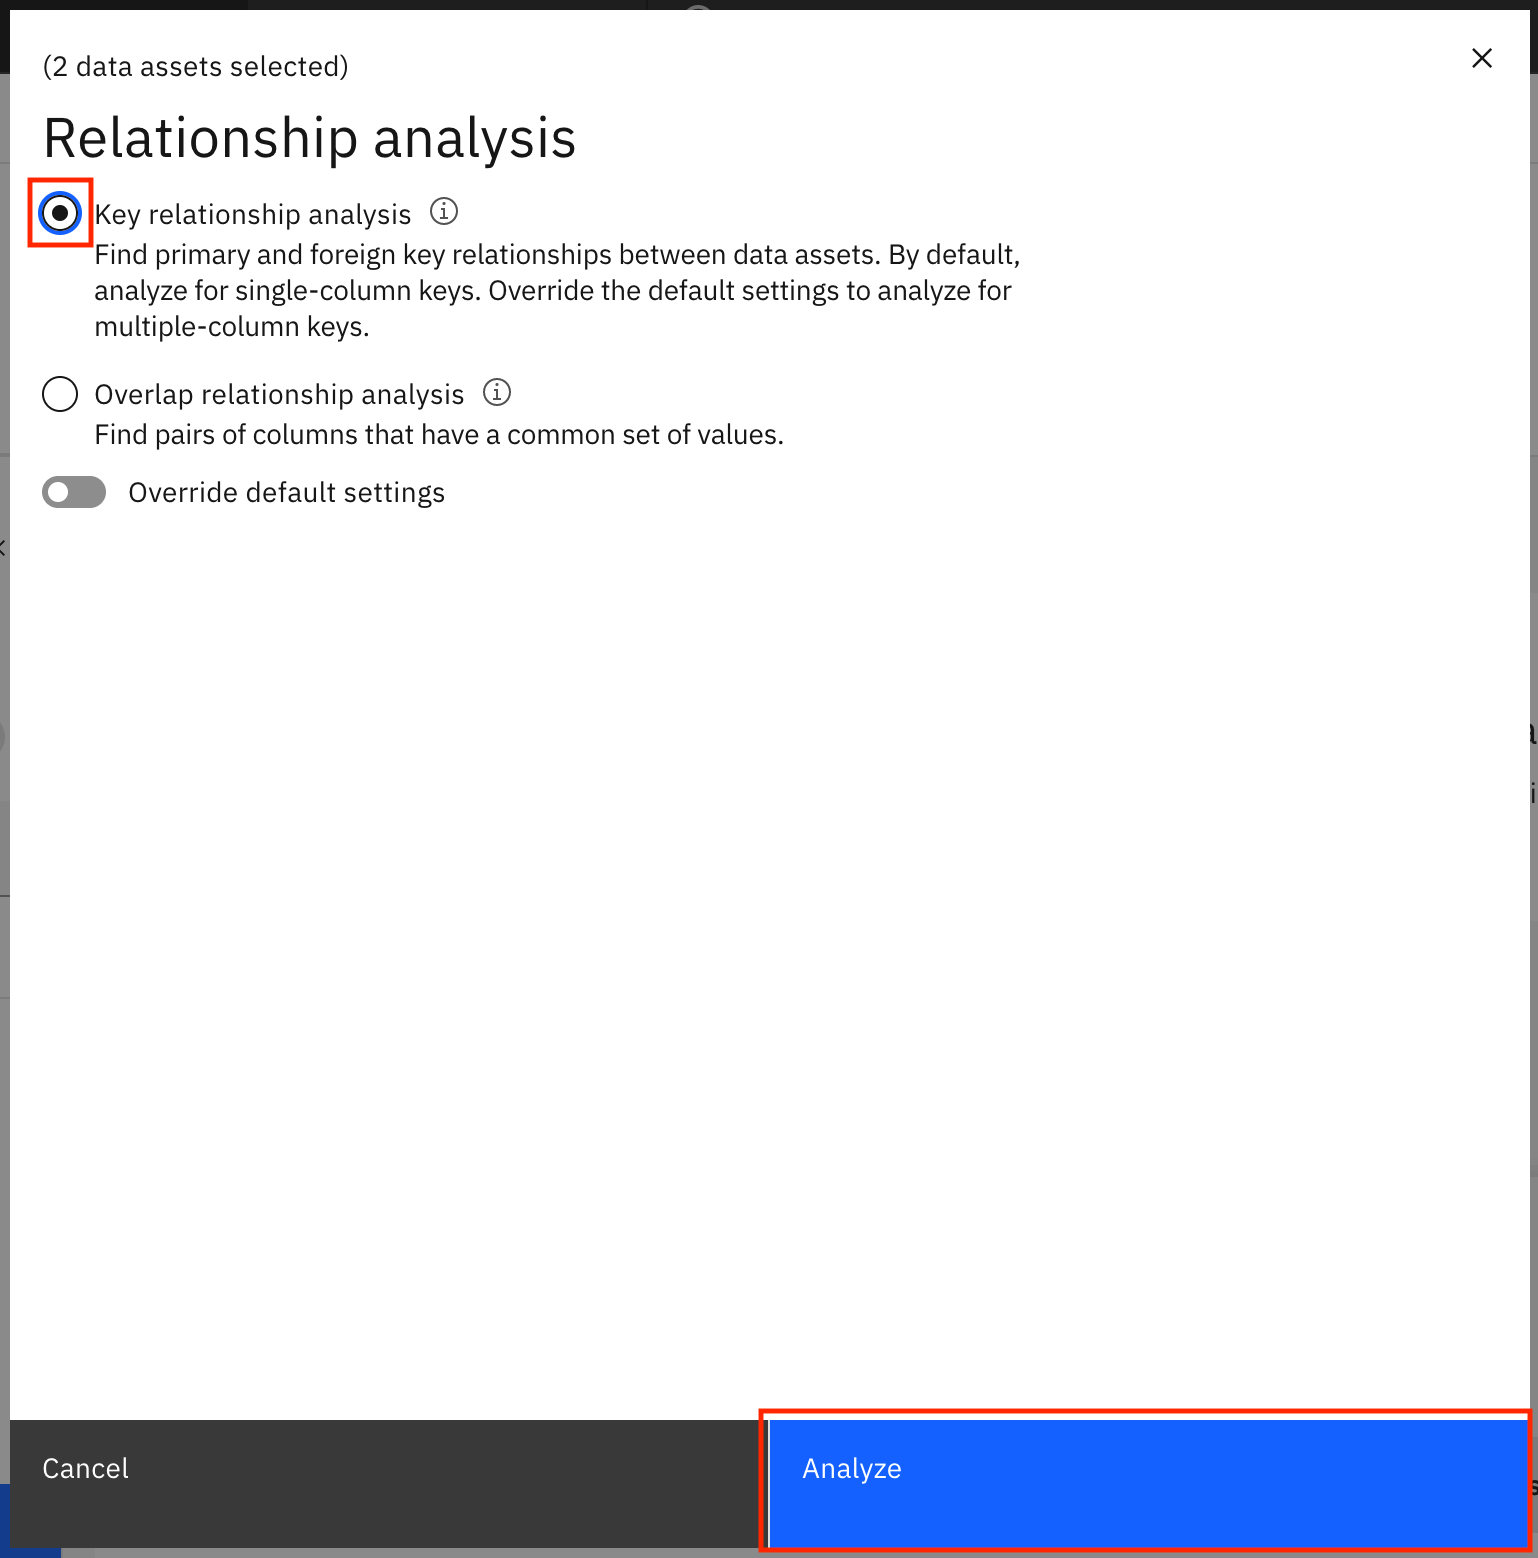 (2 data assets selected)
Relationship analysis
Key relationship analysis
Find primary and foreign key relationships between data assets. By default,
analyze for single-column keys. Override the default settings to analyze for
multiple-column keys.
Overlap relationship analysis
Find pairs of columns that have a common set of values.
Override default settings
Cancel
Analyze